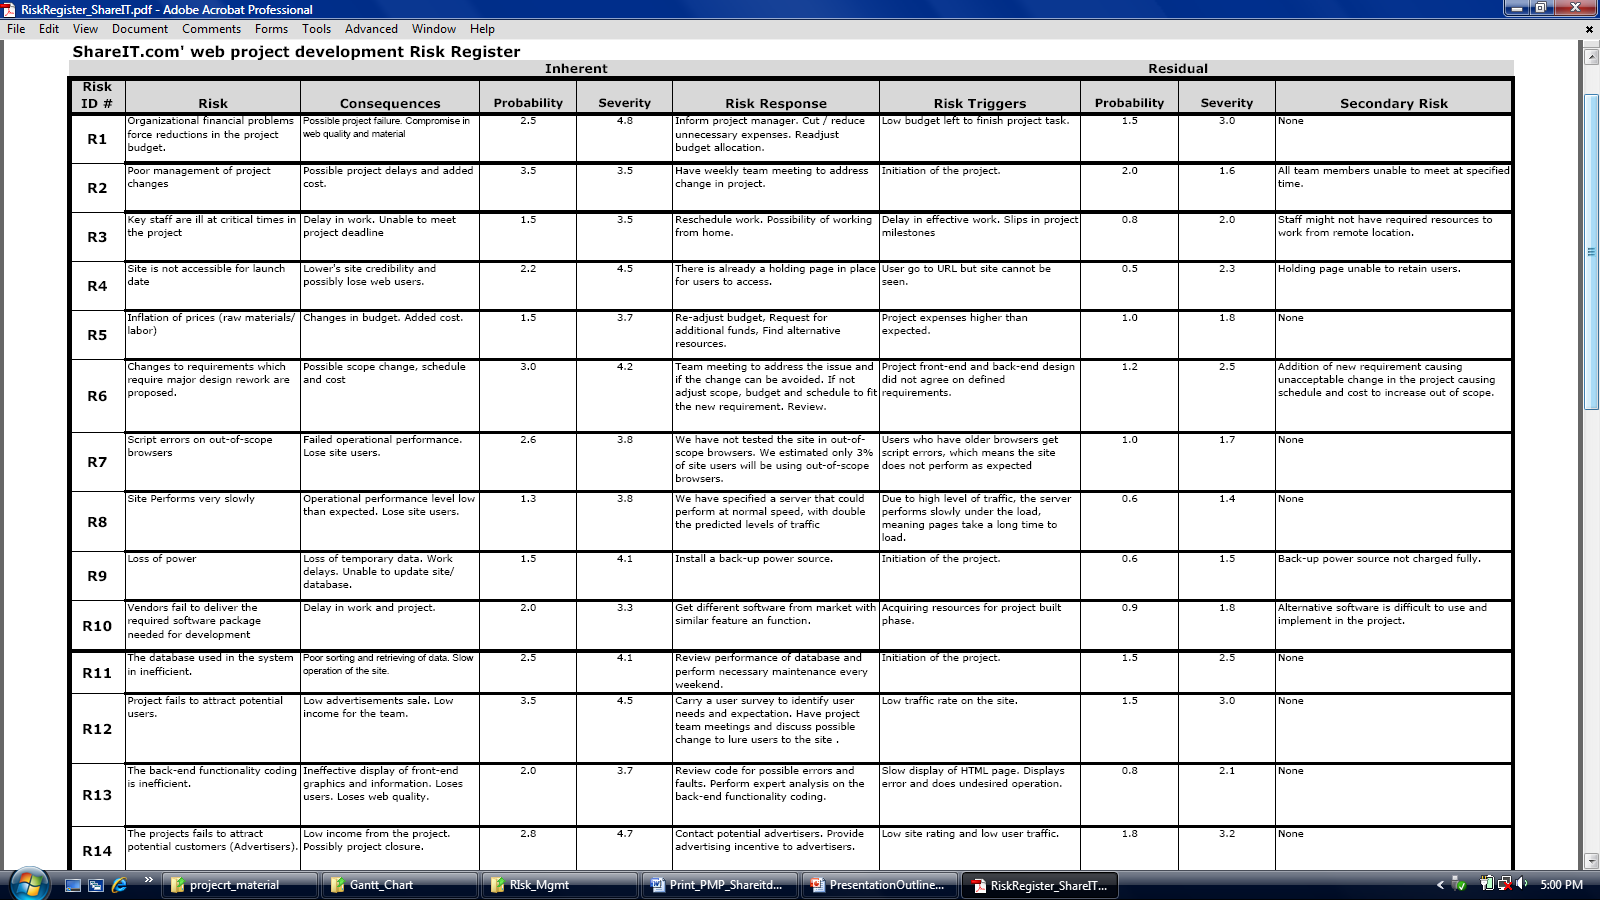 RiskRegister_ShareIT.pdf - Adobe Acrobat Professional
File Edit View Document Comments Forms Tools Advanced Window Help
ShareIT.com' web project development Risk Register
Inherent Residual
Risk ID # Risk Consequences Probability Severity Risk Response Risk Triggers Probability Severity Secondary Risk
R1
Organizational financial problems
force reductions in the project
budget.
Possible project failure. Compromise in
web quality and material
2.5
4.8
Inform project manager. Cut / reduce
unnecessary expenses. Readjust
budget allocation.
Low budget left to finish project task.
1.5
3.0
None
R2
Poor management of project
changes
Possible project delays and added
cost.
3.5
3.5
Have weekly team meeting to address
change in project.
Initiation of the project.
2.0
1.6
All team members unable to meet at specified
time.
R3
Key staff are ill at critical times in
the project
Delay in work. Unable to meet
project deadline
1.5
3.5
Reschedule work. Possibility of working
from home.
Delay in effective work. Slips in project
milestones
0.8
2.0
Staff might not have required resources to
work from remote location.
R4
Site is not accessible for launch
date
Lower's site credibility and
possibly lose web users.
2.2
4.5
There is already a holding page in place
for users to access.
User go to URL but site cannot be
seen.
0.5
2.3
Holding page unable to retain users.
R5
Inflation of prices (raw materials/
labor)
Changes in budget. Added cost.
1.5
3.7
Re-adjust budget, Request for
additional funds, Find alternative
resources.
Project expenses higher than
expected.
1.0
1.8
None
R6
Changes to requirements which
require major design rework are
proposed.
Possible scope change, schedule
and cost
3.0
4.2
Team meeting to address the issue and
if the change can be avoided. If not
adjust scope, budget and schedule to fit
the new requirement. Review.
Project front-end and back-end design
did not agree on defined
requirements.
1.2
2.5
Addition of new requirement causing
unacceptable change in the project causing
schedule and cost to increase out of scope.
R7
Script errors on out-of-scope
browsers
Failed operational performance.
Lose site users.
2.6
3.8
We have not tested the site in out-of-
scope browsers. We estimated only 3%
of site users will be using out-of-scope
browsers.
Users who have older browsers get
script errors, which means the site
does not perform as expected
1.0
1.7
None
R8
Site Performs very slowly
Operational performance level low
than expected. Lose site users.
1.3
3.8
We have specified a server that could
perform at normal speed, with double
the predicted levels of traffic
Due to high level of traffic, the server
performs slowly under the load,
meaning pages take a long time to
load.
0.6
1.4
None
R9
Loss of power
Loss of temporary data. Work
delays. Unable to update site/
database.
1.5
4.1
Install a back-up power source.
Initiation of the project.
0.6
1.5
Back-up power source not charged fully.
R10
Vendors fail to deliver the
required software package
needed for development
Delay in work and project.
2.0
3.3
Get different software from market with
similar feature an function.
Acquiring resources for project built
phase.
0.9
1.8
Alternative software is difficult to use and
implement in the project.
R11
The database used in the system
in inefficient.
Poor sorting and retrieving of data. Slow
operation of the site.
2.5
4.1
Review performance of database and
perform necessary maintenance every
weekend.
Initiation of the project.
1.5
2.5
None
R12
Project fails to attract potential
users.
Low advertisements sale. Low
income for the team.
3.5
4.5
Carry a user survey to identify user
needs and expectation. Have project
team meetings and discuss possible
change to lure users to the site .
Low traffic rate on the site.
1.5
3.0
None
R13
The back-end functionality coding
is inefficient.
Ineffective display of front-end
graphics and information. Loses
users. Loses web quality.
2.0
3.7
Review code for possible errors and
faults. Perform expert analysis on the
back-end functionality coding.
Slow display of HTML page. Displays
error and does undesired operation.
0.8
2.1
None
R14
The projects fails to attract
potential customers (Advertisers).
Low income from the project.
Possibly project closure.
2.8
4.7
Contact potential advertisers. Provide
advertising incentive to advertisers.
Low site rating and low user traffic.
1.8
3.2
None
projecrt_material Gantt_Chart RIsk_Mgmt Print_PMP_Shareitd... PresentationOutline... RiskRegister_ShareIT... 5:00 PM